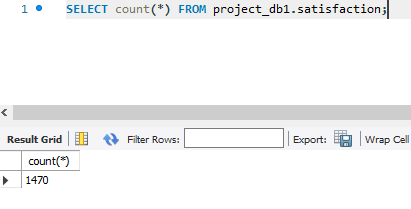 1 SELECT count(*) FROM project_db1.satisfaction;
Result Grid Filter Rows: Export: Wrap Cell
count(*)
1470